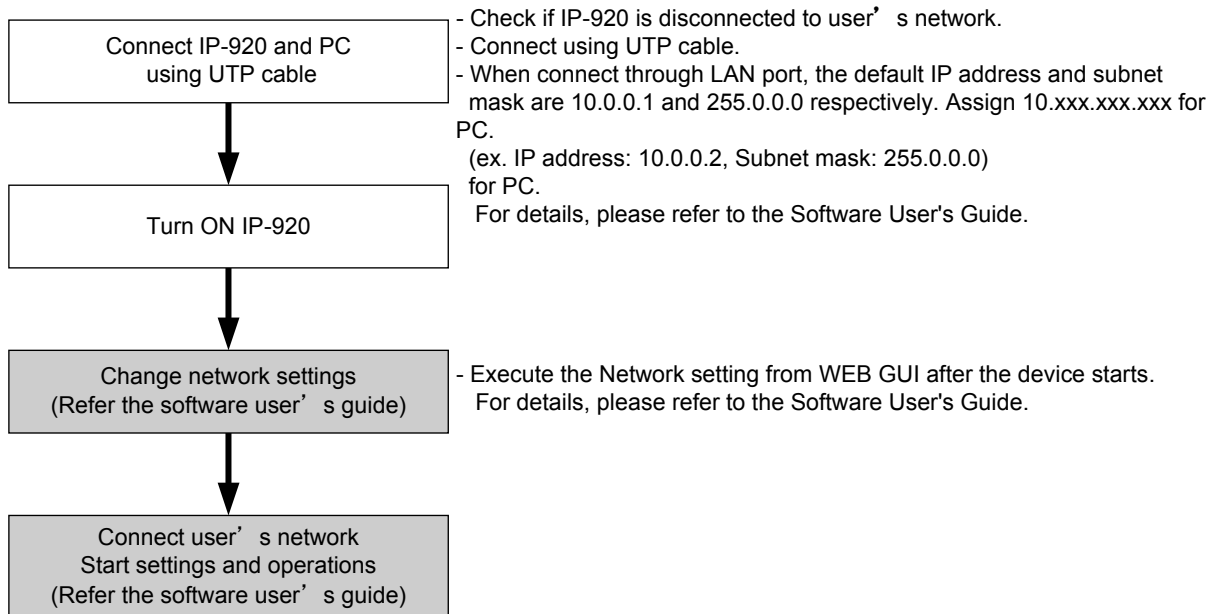 Connect IP-920 and PC
using UTP cable
- Check if IP-920 is disconnected to user’s network.
- Connect using UTP cable.
- When connect through LAN port, the default IP address and subnet
mask are 10.0.0.1 and 255.0.0.0 respectively. Assign 10.xxx.xxx.xxx for
PC.
(ex. IP address: 10.0.0.2, Subnet mask: 255.0.0.0)
for PC.
For details, please refer to the Software User's Guide.
Turn ON IP-920
Change network settings
(Refer the software user’s guide)
- Execute the Network setting from WEB GUI after the device starts.
For details, please refer to the Software User's Guide.
Connect user’s network
Start settings and operations
(Refer the software user’s guide)